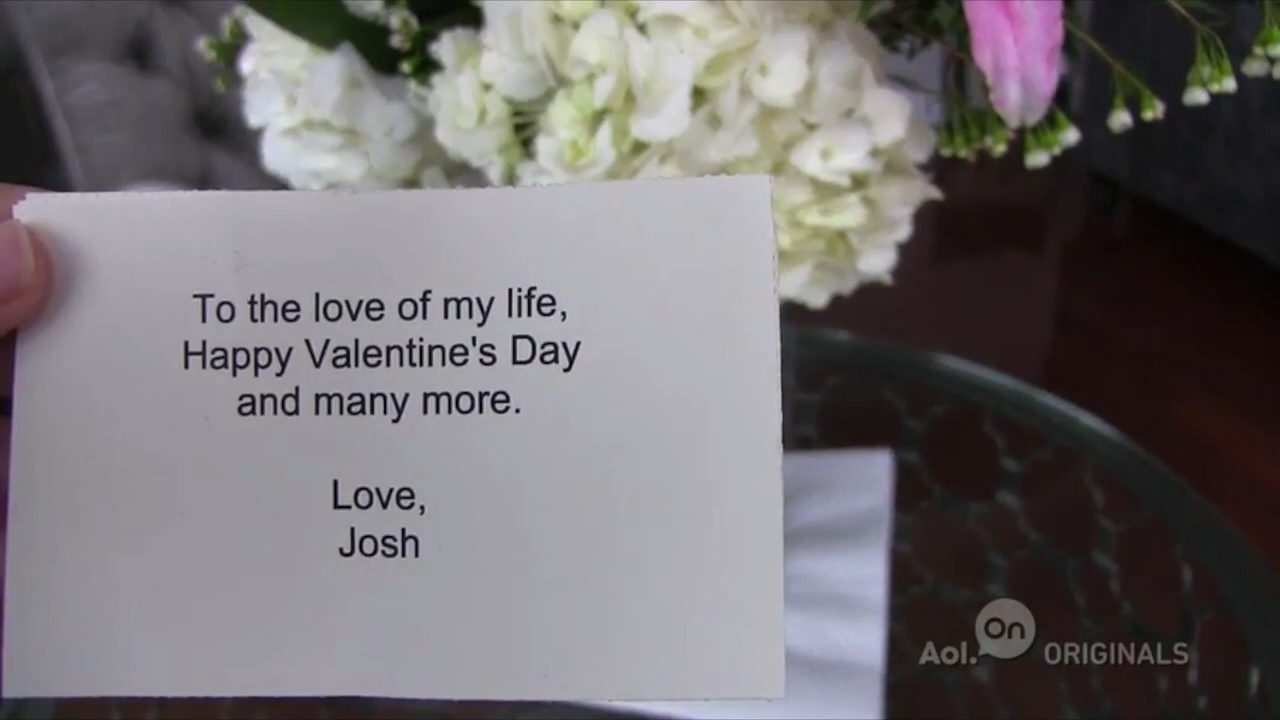 To the love of my life,
Happy Valentine's Day
and many more.
Love,
Josh
Aol. On ORIGINALS